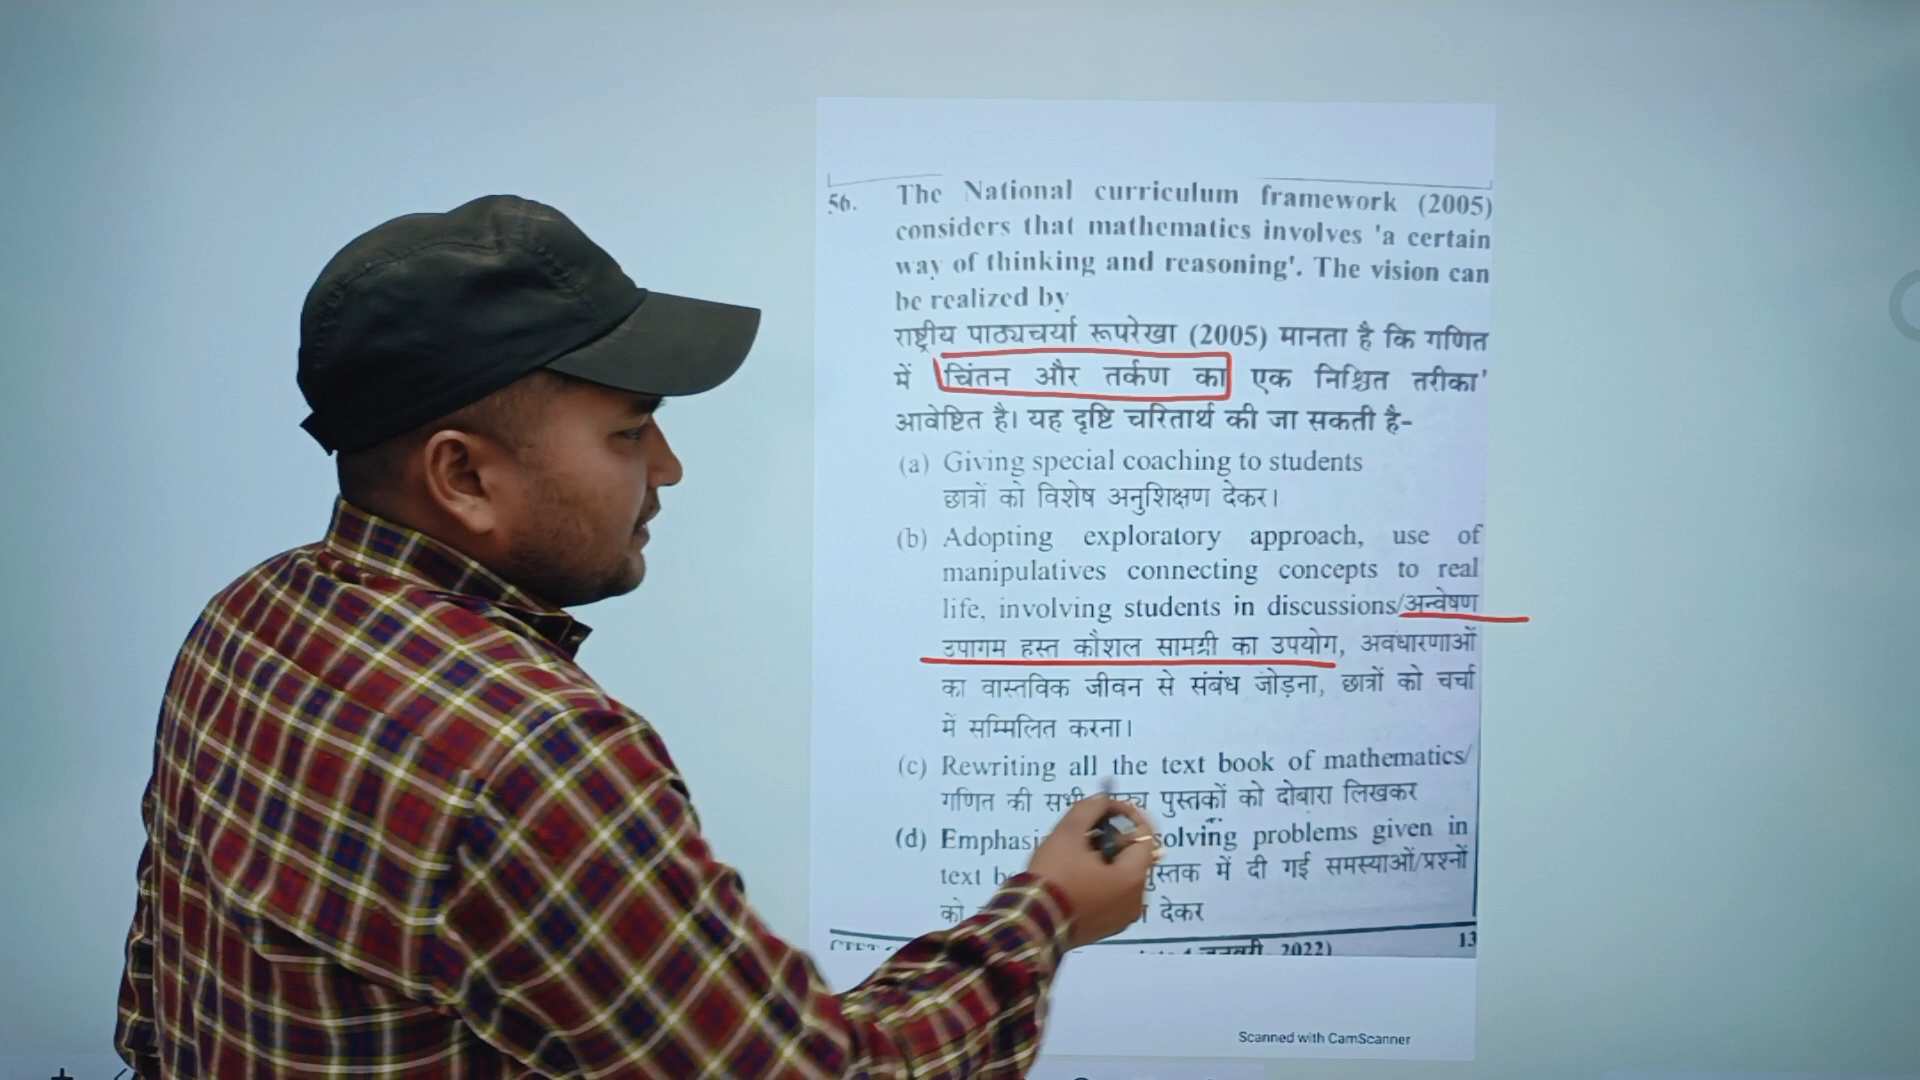 56. The National curriculum framework (2005)
considers that mathematics involves 'a certain
way of thinking and reasoning'. The vision can
be realized by
राष्ट्रीय पाठ्यचर्या रूपरेखा (2005) मानता है कि गणित
में चिंतन और तर्कण का एक निश्चित तरीका'
आवेष्टित है। यह दृष्टि चरितार्थ की जा सकती है-
(a) Giving special coaching to students
छात्रों को विशेष अनुशिक्षण देकर।
(b) Adopting exploratory approach, use of
manipulatives connecting concepts to real
life, involving students in discussions/अन्वेषण
उपागम हस्त कौशल सामग्री का उपयोग, अवधारणाओं
का वास्तविक जीवन से संबंध जोड़ना, छात्रों को चर्चा
में सम्मिलित करना।
(c) Rewriting all the text book of mathematics/
गणित की सभी पुस्तकों को दोबारा लिखकर
(d) solving problems given in
text में दी गई समस्याओं/प्रश्नों
को देकर
2022) 13
Scanned with CamScanner